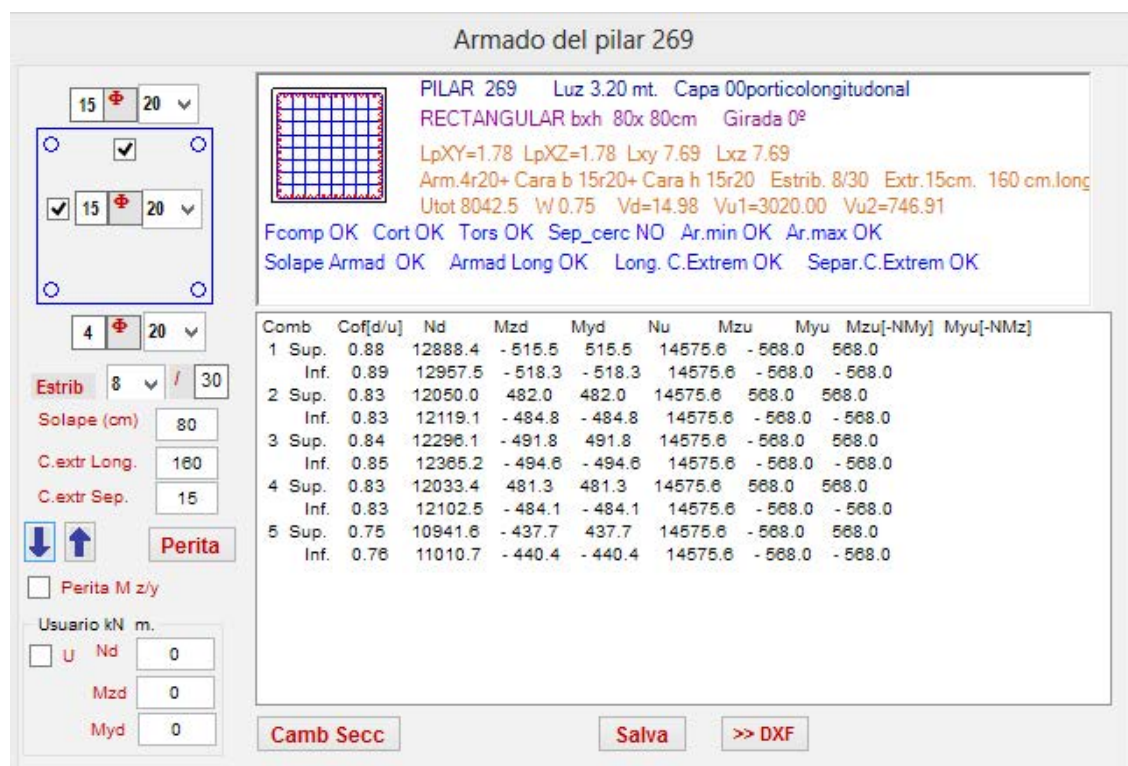 Armado del pilar 269
15 Φ 20
15 Φ 20
4 Φ 20
Estrib 8 / 30
Solape (cm) 80
C.extr Long. 160
C.extr Sep. 15
Perita
Perita M z/y
Usuario kN m.
U Nd 0
Mzd 0
Myd 0
PILAR 269 Luz 3.20 mt. Capa 00porticolongitudonal
RECTANGULAR bxh 80x 80cm Girada 0º
LpXY=1.78 LpXZ=1.78 Lxy 7.69 Lxz 7.69
Arm.4r20+ Cara b 15r20+ Cara h 15r20 Estrib. 8/30 Extr.15cm. 160 cm.long
Utot 8042.5 W 0.75 Vd=14.98 Vu1=3020.00 Vu2=746.91
Fcomp OK Cort OK Tors OK Sep_cerc NO Ar.min OK Ar.max OK
Solape Armad OK Armad Long OK Long. C.Extrem OK Separ.C.Extrem OK
Comb Cof[d/u] Nd Mzd Myd Nu Mzu Myu Mzu[-NMy] Myu[-NMz]
1 Sup. 0.88 12888.4 - 515.5 515.5 14575.6 - 568.0 568.0
Inf. 0.89 12957.5 - 518.3 - 518.3 14575.6 - 568.0 - 568.0
2 Sup. 0.83 12050.0 482.0 482.0 14575.6 568.0 568.0
Inf. 0.83 12119.1 - 484.8 - 484.8 14575.6 - 568.0 - 568.0
3 Sup. 0.84 12296.1 - 491.8 491.8 14575.6 - 568.0 568.0
Inf. 0.85 12365.2 - 494.6 - 494.6 14575.6 - 568.0 - 568.0
4 Sup. 0.83 12033.4 481.3 481.3 14575.6 568.0 568.0
Inf. 0.83 12102.5 - 484.1 - 484.1 14575.6 - 568.0 - 568.0
5 Sup. 0.75 10941.6 - 437.7 437.7 14575.6 - 568.0 568.0
Inf. 0.76 11010.7 - 440.4 - 440.4 14575.6 - 568.0 - 568.0
Camb Secc
Salva
>> DXF